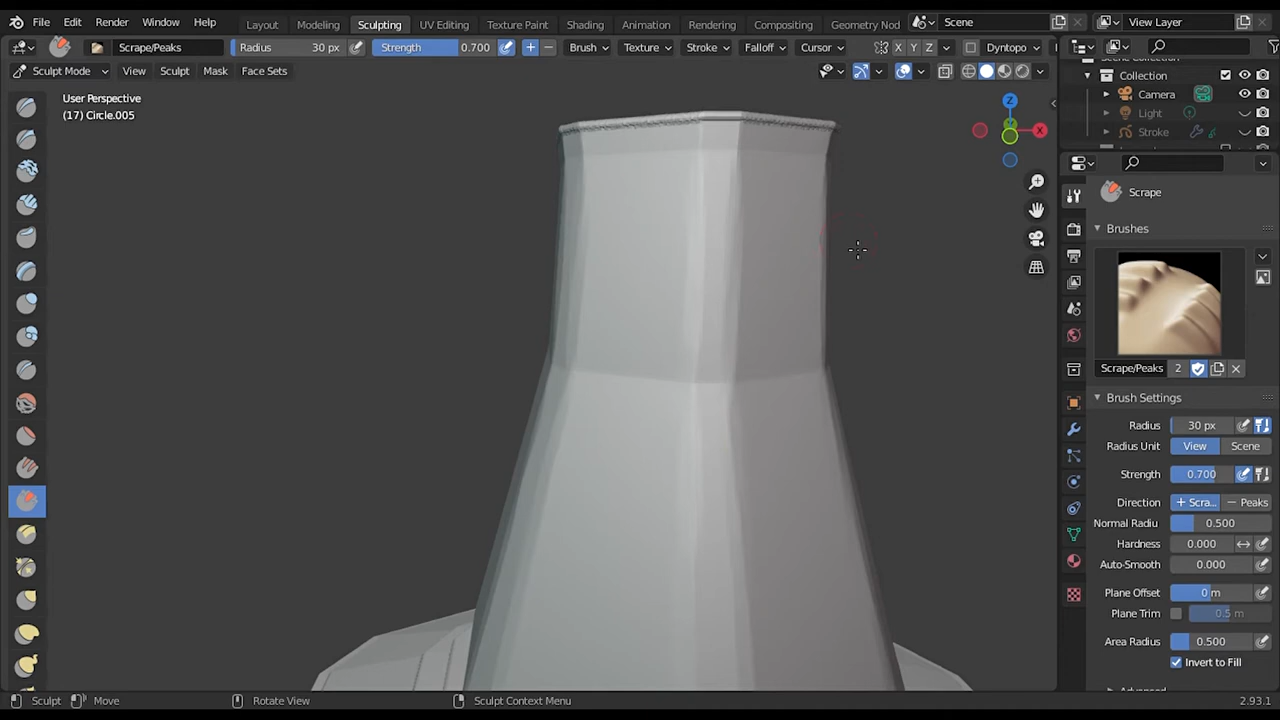 File Edit Render Window Help Layout Modeling Sculpting UV Editing Texture Paint Shading Animation Rendering Compositing Geometry Nod Scene View Layer
Scrape/Peaks Radius 30 px Strength 0.700 Brush Texture Stroke Falloff Cursor X Y Z Dyntopo
Sculpt Mode View Sculpt Mask Face Sets
Collection
Camera
Light
Stroke
User Perspective
(17) Circle.005
Z
X
Scrape
Brushes
Scrape/Peaks 2
Brush Settings
Radius 30 px
Radius Unit View Scene
Strength 0.700
Direction + Scra... − Peaks
Normal Radiu 0.500
Hardness 0.000
Auto-Smooth 0.000
Plane Offset 0 m
Plane Trim 0.5 m
Area Radius 0.500
Invert to Fill
Sculpt Move Rotate View Sculpt Context Menu 2.93.1